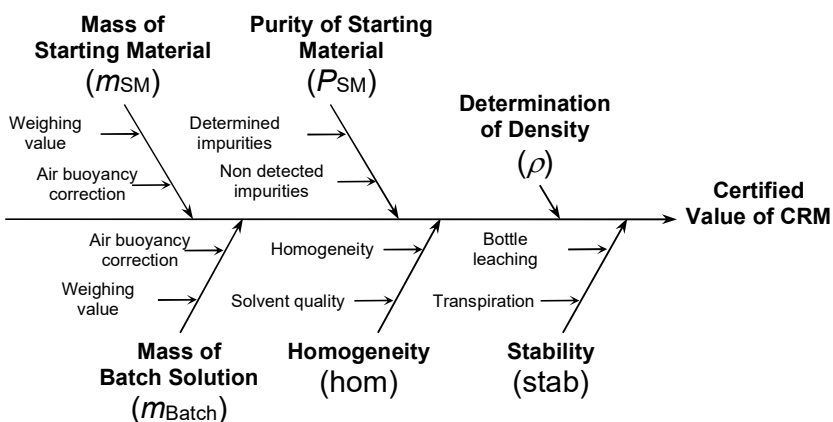 Mass of
Starting Material
(mSM)
Weighing
value
Air buoyancy
correction
Purity of Starting
Material
(PSM)
Determined
impurities
Non detected
impurities
Determination
of Density
(ρ)
Certified
Value of CRM
Air buoyancy
correction
Weighing
value
Mass of
Batch Solution
(mBatch)
Homogeneity
Solvent quality
Homogeneity
(hom)
Bottle
leaching
Transpiration
Stability
(stab)